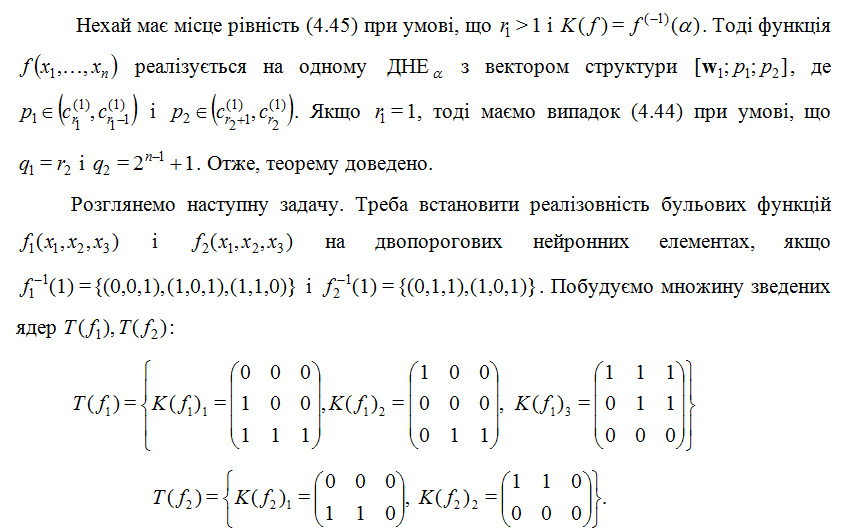 Нехай має місце рівність (4.45) при умові, що r₁ > 1 і K(f) = f⁽⁻¹⁾(α). Тоді функція
f(x₁,…,xₙ) реалізується на одному ДНЕ_α з вектором структури [w₁; p₁; p₂], де
p₁ ∈ (c_{r₁}^{(1)}, c_{r₁−1}^{(1)}) і p₂ ∈ (c_{r₂+1}^{(1)}, c_{r₂}^{(1)}). Якщо r₁ = 1, тоді маємо випадок (4.44) при умові, що
q₁ = r₂ і q₂ = 2ⁿ⁻¹ + 1. Отже, теорему доведено.
Розглянемо наступну задачу. Треба встановити реалізовність бульових функцій
f₁(x₁,x₂,x₃) і f₂(x₁,x₂,x₃) на двопорогових нейронних елементах, якщо
f₁⁻¹(1) = {(0,0,1),(1,0,1),(1,1,0)} і f₂⁻¹(1) = {(0,1,1),(1,0,1)}. Побудуємо множину зведених
ядер T(f₁), T(f₂):
0 0 0 1 0 0 1 1 1
T(f₁) = { K(f₁)₁ = ( 1 0 0 ), K(f₁)₂ = ( 0 0 0 ), K(f₁)₃ = ( 0 1 1 ) }
1 1 1 0 1 1 0 0 0
0 0 0 1 1 0
T(f₂) = { K(f₂)₁ = ( ), K(f₂)₂ = ( ) }.
1 1 0 0 0 0